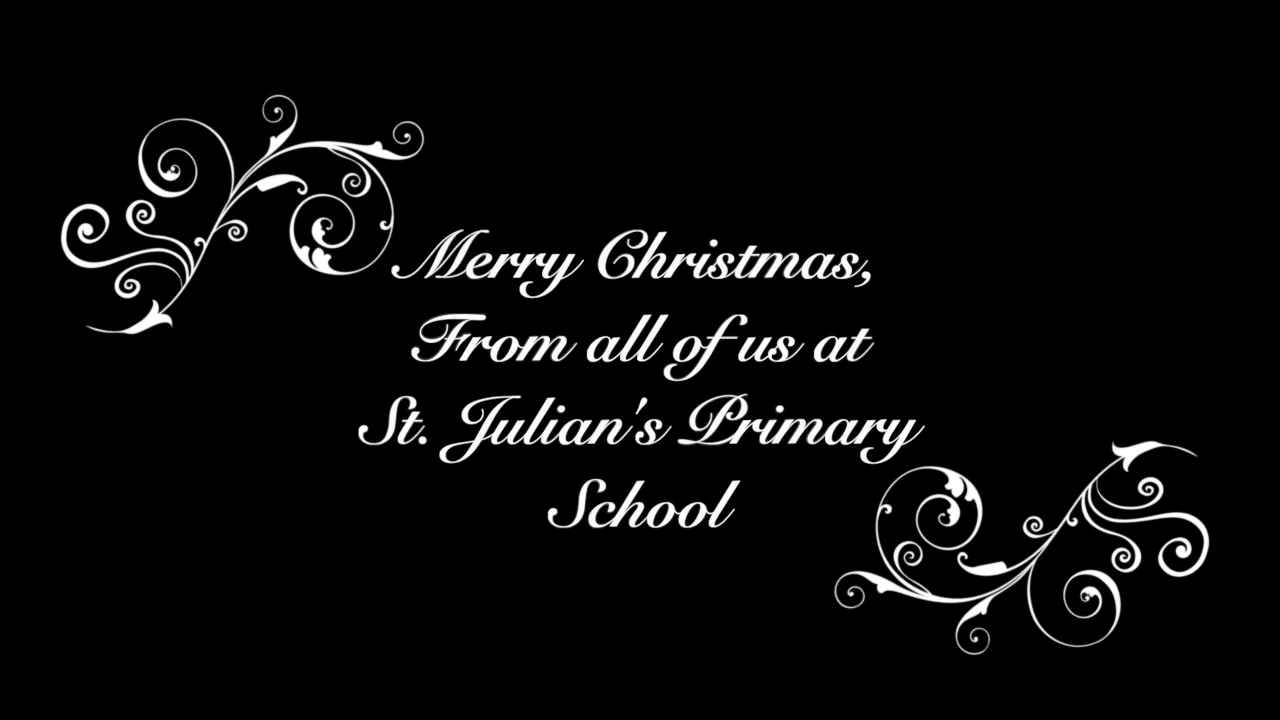 Merry Christmas,
From all of us at
St. Julian's Primary
School